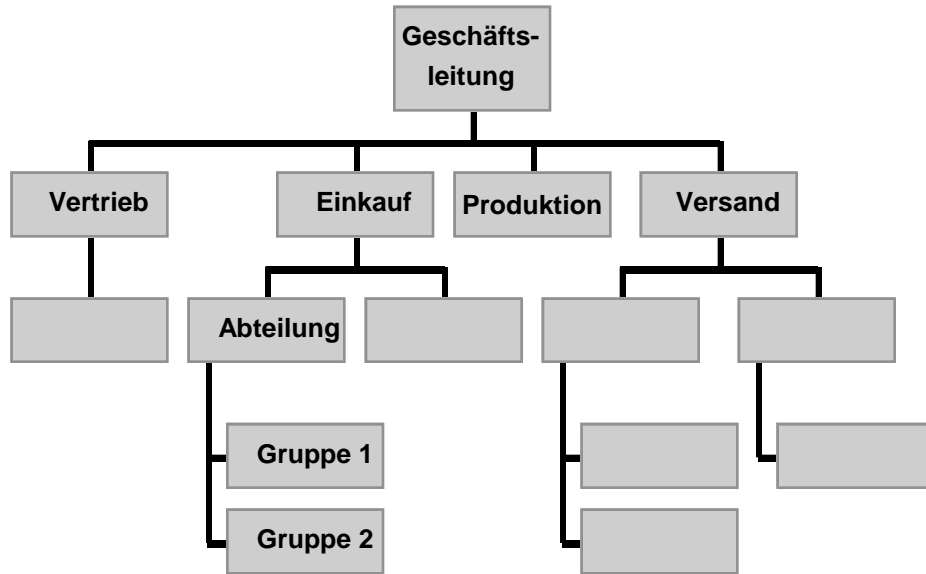 Geschäfts-
leitung
Vertrieb
Einkauf
Produktion
Versand
Abteilung
Gruppe 1
Gruppe 2